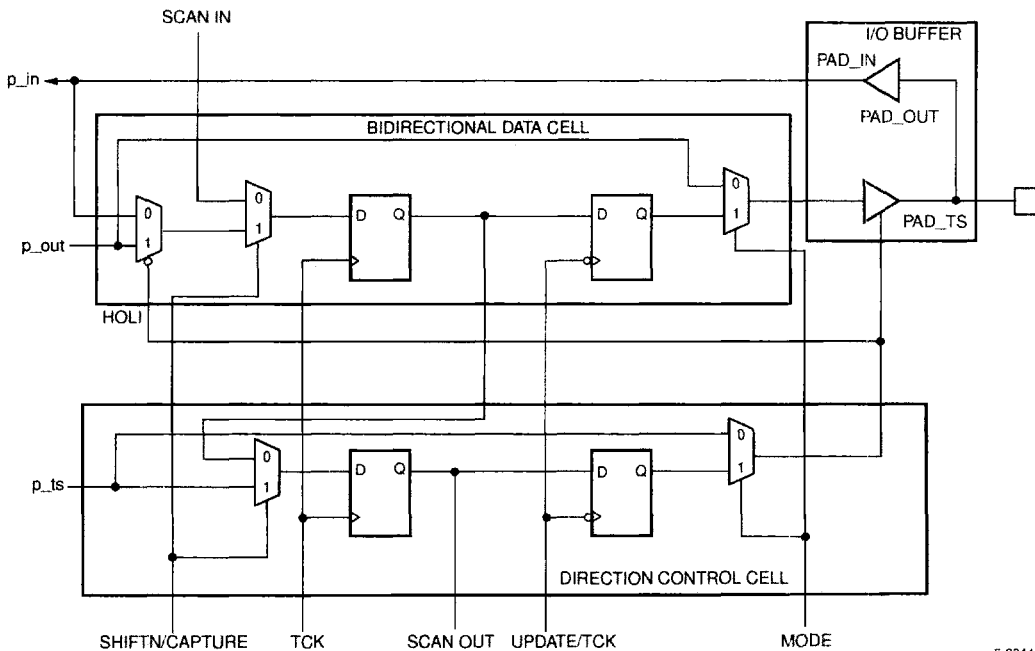 SCAN IN
I/O BUFFER
p_in
PAD_IN
PAD_OUT
BIDIRECTIONAL DATA CELL
0
1
0
1
D Q
D Q
0
1
p_out
PAD_TS
HOLI
0
1
D Q
D Q
0
1
p_ts
DIRECTION CONTROL CELL
SHIFTN/CAPTURE
TCK
SCAN OUT
UPDATE/TCK
MODE